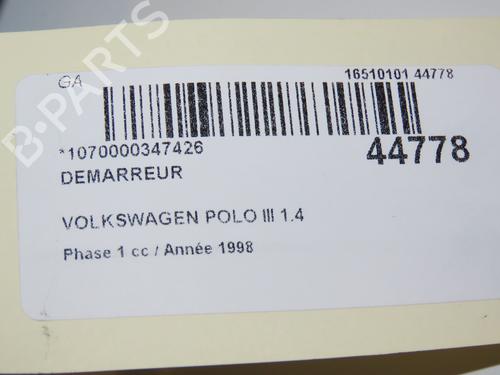 B-PARTS
GA
16510101 44778
*1070000347426
44778
DEMARREUR
VOLKSWAGEN POLO III 1.4
Phase 1 cc / Année 1998